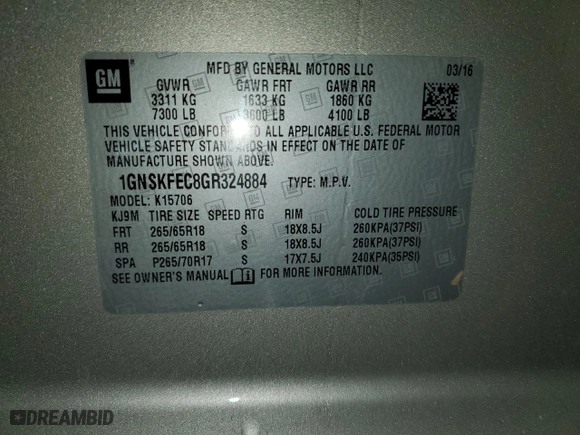 GM
MFD BY GENERAL MOTORS LLC 03/16
GVWR GAWR FRT GAWR RR
3311 KG 1633 KG 1860 KG
7300 LB 3600 LB 4100 LB
THIS VEHICLE CONFORMS TO ALL APPLICABLE U.S. FEDERAL MOTOR
VEHICLE SAFETY STANDARDS IN EFFECT ON THE DATE OF
MANUFACTURE SHOWN ABOVE.
1GNSKFEC8GR324884 TYPE: M.P.V.
MODEL: K15706
KJ9M TIRE SIZE SPEED RTG RIM COLD TIRE PRESSURE
FRT 265/65R18 S 18X8.5J 260KPA(37PSI)
RR 265/65R18 S 18X8.5J 260KPA(37PSI)
SPA P265/70R17 S 17X7.5J 240KPA(35PSI)
SEE OWNER'S MANUAL FOR MORE INFORMATION.
DREAMBID